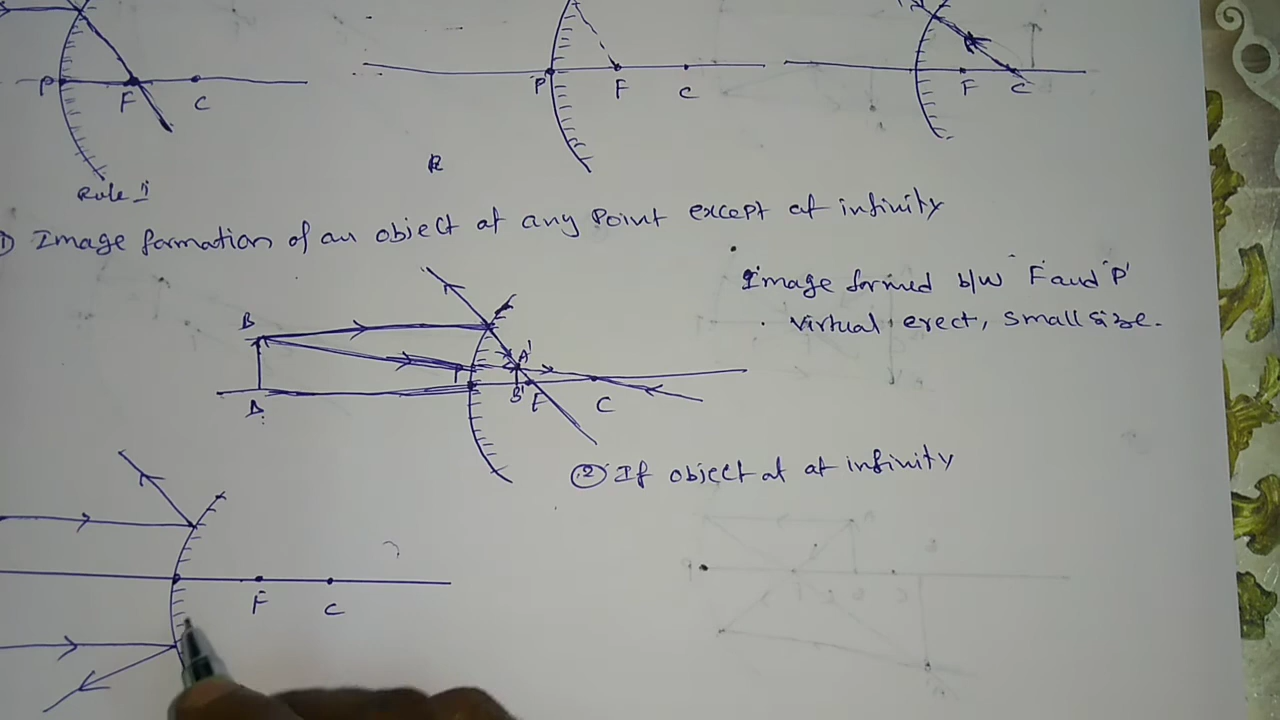 P F C
P F C
F C
R
Rule 1
1) Image formation of an object at any point except at infinity
Image formed b/w 'F' and 'P'
. virtual, erect, small size.
B
A'
P
A B' F C
② If object at at infinity
F C